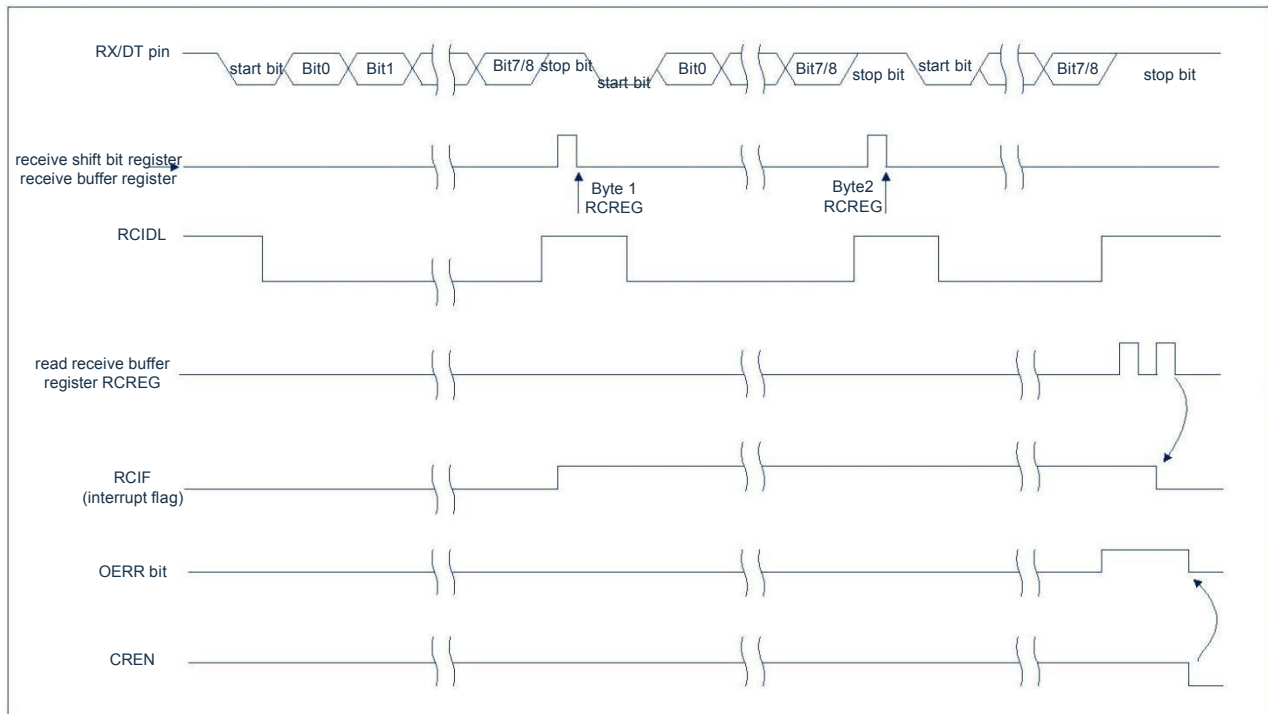 RX/DT pin
start bit Bit0 Bit1 Bit7/8 stop bit start bit Bit0 Bit7/8 stop bit start bit Bit7/8 stop bit
receive shift bit register
receive buffer register
Byte 1
RCREG
Byte2
RCREG
RCIDL
read receive buffer
register RCREG
RCIF
(interrupt flag)
OERR bit
CREN